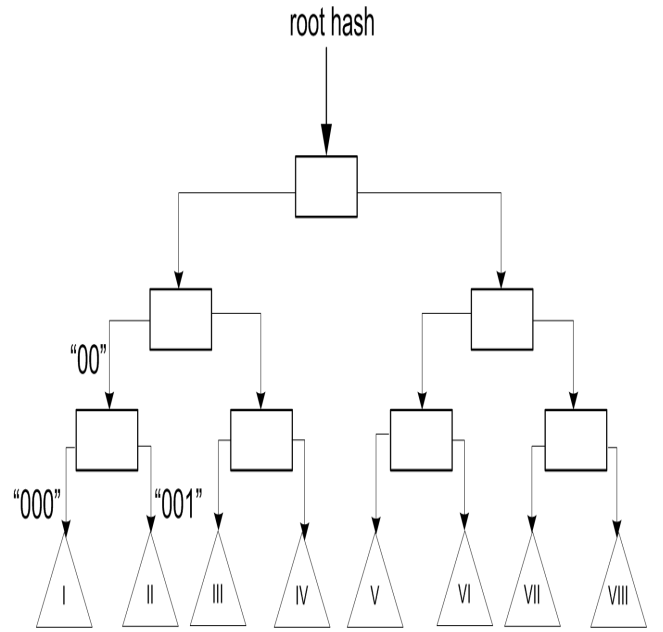 root hash
“00”
“000”
“001”
I
II
III
IV
V
VI
VII
VIII